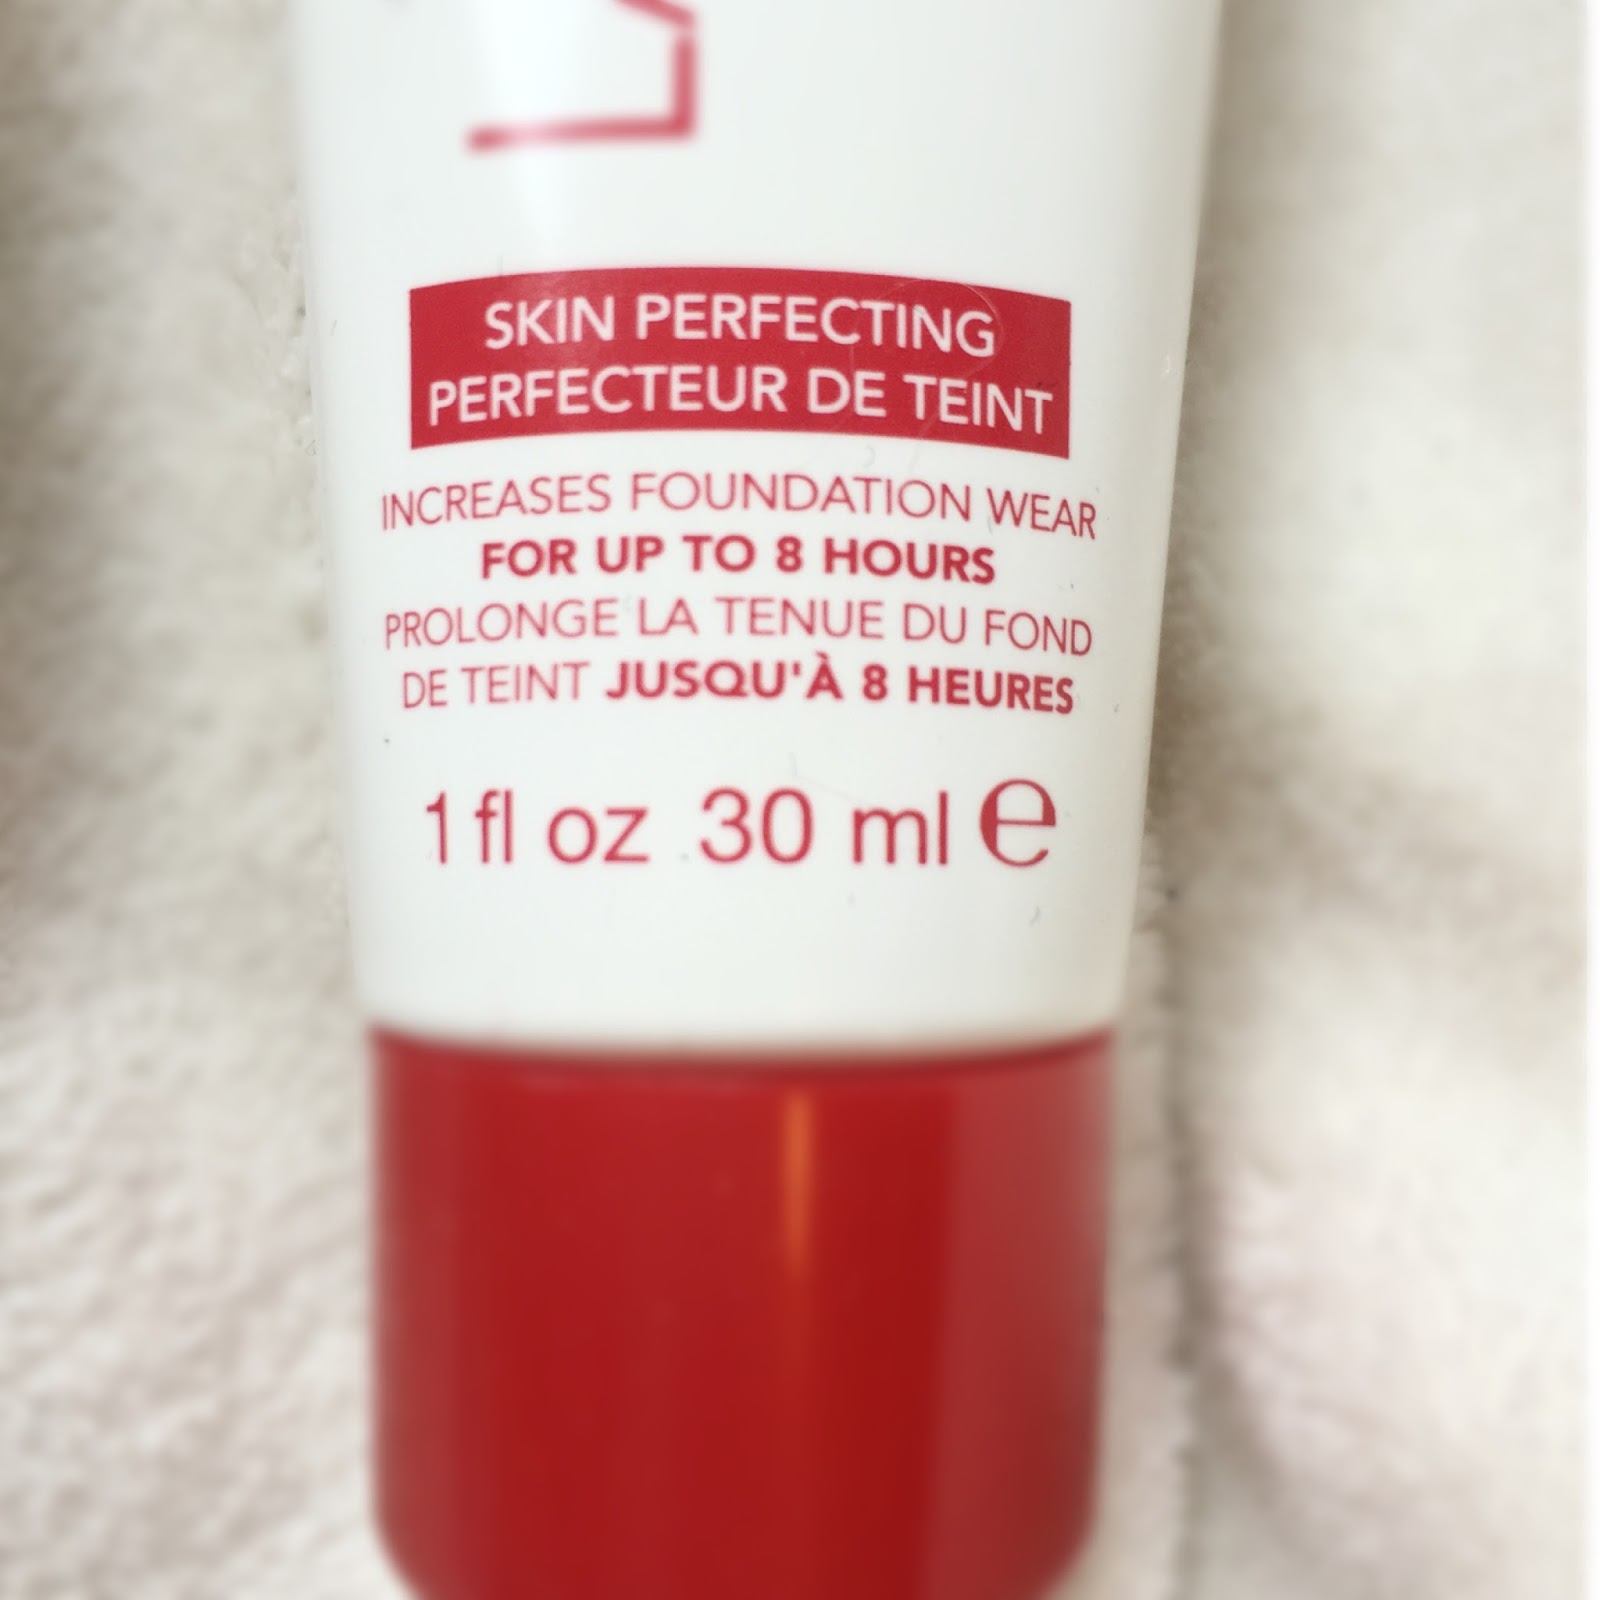 SKIN PERFECTING
PERFECTEUR DE TEINT
INCREASES FOUNDATION WEAR
FOR UP TO 8 HOURS
PROLONGE LA TENUE DU FOND
DE TEINT JUSQU'À 8 HEURES
1 fl oz 30 ml e